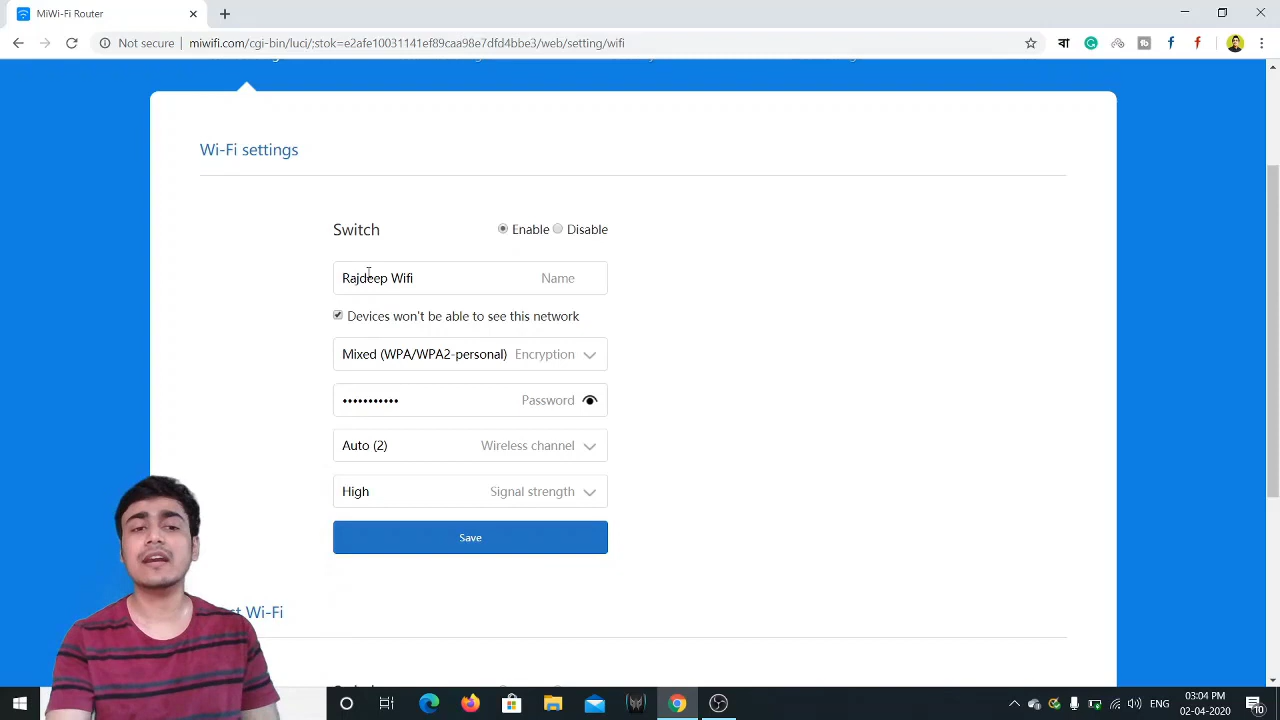 MiWi-Fi Router
Not secure
miwifi.com/cgi-bin/luci/;stok=e2efe10031141ef89caa98e7dfd4bbe3/web/setting/wifi
Wi-Fi settings
Switch
Enable Disable
Rajdeep Wifi Name
Devices won't be able to see this network
Mixed (WPA/WPA2-personal) Encryption
••••••••••• Password
Auto (2) Wireless channel
High Signal strength
Save
Wi-Fi
ENG
03:04 PM
02-04-2020